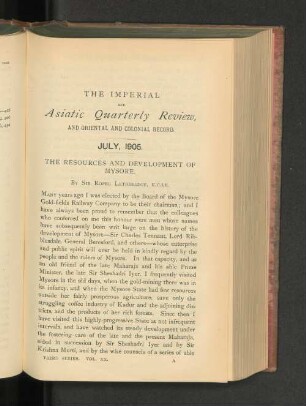 THE IMPERIAL
AND
Asiatic Quarterly Review,
AND ORIENTAL AND COLONIAL RECORD.
JULY, 1905.
THE RESOURCES AND DEVELOPMENT OF
MYSORE.
By Sir Roper Lethbridge, K.C.I.E.
Many years ago I was elected by the Board of the Mysore
Gold-fields Railway Company to be their chairman; and I
have always been proud to remember that the colleagues
who conferred on me this honour were men whose names
have subsequently been writ large on the history of the
development of Mysore—Sir Charles Tennant, Lord Rib-
blesdale, General Beresford, and others—whose enterprise
and public spirit will ever be held in kindly regard by the
people and the rulers of Mysore. In that capacity, and as
an old friend of the late Maharaja and his able Prime
Minister, the late Sir Sheshadri Iyer, I frequently visited
Mysore in the old days, when the gold-mining there was in
its infancy, and when the Mysore State had few resources
outside her fairly prosperous agriculture, save only the
struggling coffee industry of Kadur and the adjoining dis-
tricts, and the products of her rich forests. Since then I
have visited this highly-progressive State at not infrequent
intervals, and have watched its steady development under
the fostering care of the late and the present Maharaja,
aided in succession by Sir Sheshadri Iyer and by Sir
Krishna Murti, and by the wise counsels of a series of able
THIRD SERIES. VOL. XX. A